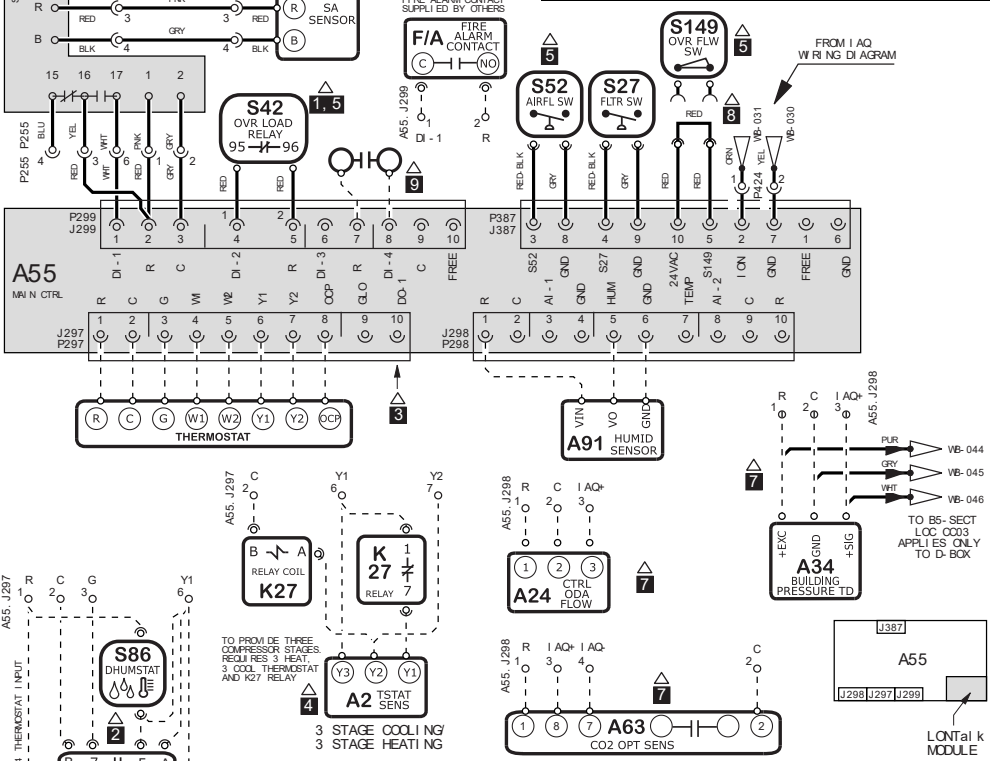 R
RED
3
3
RED
R
SA
SENSOR
B
BLK
4
GRY
4
BLK
B
15 16 17 1 2
P255 P255
BLU
YEL
WHT
PNK
GRY
4
3
6
1
2
RED
WHT
RED
GRY
S42
OVR LOAD
RELAY
95 96
1, 5
RED
RED
1
2
SUPPLIED BY OTHERS
F/A
FIRE
ALARM
CONTACT
C
NO
A55.J299
1
2
DI-1
R
9
S52
AIRFL SW
5
S27
FLTR SW
S149
OVR FLW
SW
5
8
RED
FROM IAQ
WIRING DIAGRAM
WB-031
WB-030
ORN
YEL
P424
1
2
RED-BLK
GRY
RED-BLK
GRY
RED
RED
P299
J299
1 2 3 4 5 6 7 8 9 10
DI-1
R
C
DI-2
R
DI-3
R
DI-4
C
FREE
P387
J387
3 8 4 9 10 5 2 7 1 6
S52
GND
S27
GND
24VAC
S149
ION
GND
FREE
GND
A55
MAIN CTRL
R
C
G
W1
W2
Y1
Y2
OCP
GLO
DO-1
R
C
AI-1
GND
HUM
GND
TEMP
AI-2
C
R
J297
P297
1 2 3 4 5 6 7 8 9 10
J298
P298
1 2 3 4 5 6 7 8 9 10
3
R C G W1 W2 Y1 Y2 OCP
THERMOSTAT
VIN
VO
GND
A91 HUMID
SENSOR
R
C
IAQ+
A55.J298
1
2
3
7
PUR
WB-044
GRY
WB-045
WHT
WB-046
TO B5-SECT
LOC CC03
APPLIES ONLY
TO D-BOX
+EXC
GND
+SIG
A34
BUILDING
PRESSURE TD
A55.J297
C
2
Y1
6
Y2
7
B A
RELAY COIL
K27
K
27
RELAY
1
7
A55.J298
R
C
IAQ+
1
2
3
1 2 3
A24 CTRL
ODA
FLOW
7
A55.J297
R
C
G
Y1
1
2
3
6
S86
DHUMSTAT
2
THERMOSTAT INPUT
TO PROVIDE THREE
COMPRESSOR STAGES.
REQUIRES 3 HEAT,
3 COOL THERMOSTAT
AND K27 RELAY
4
Y3 Y2 Y1
A2 TSTAT
SENS
3 STAGE COOLING/
3 STAGE HEATING
A55.J298
R
IAQ+
IAQ-
C
1
3
4
2
7
1 8 7 A63 2
CO2 OPT SENS
J387
A55
J298 J297 J299
LONTalk
MODULE